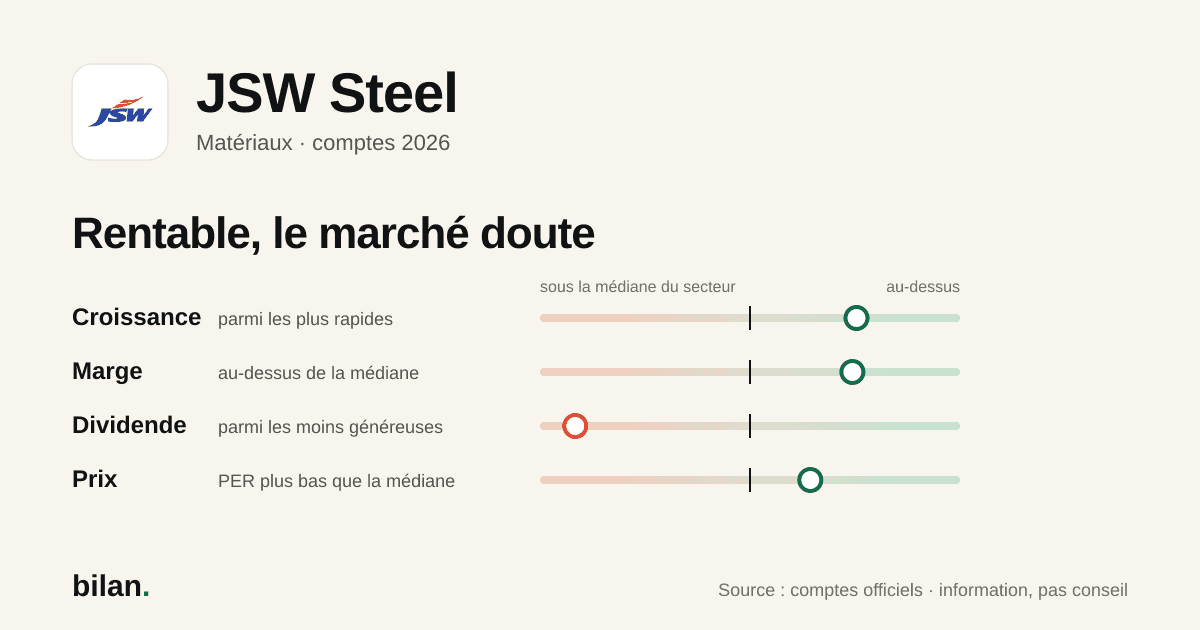 JSW
JSW Steel
Matériaux · comptes 2026
Rentable, le marché doute
sous la médiane du secteur au-dessus
Croissance parmi les plus rapides
Marge au-dessus de la médiane
Dividende parmi les moins généreuses
Prix PER plus bas que la médiane
bilan.
Source : comptes officiels · information, pas conseil